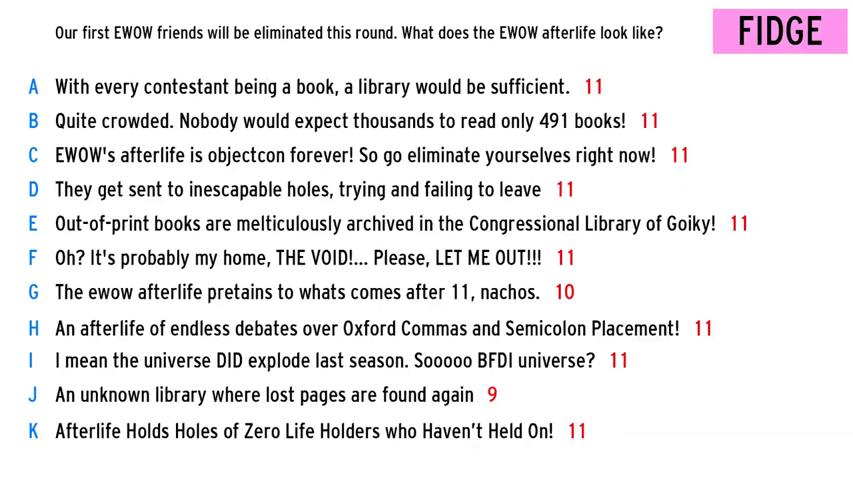 Our first EWOW friends will be eliminated this round. What does the EWOW afterlife look like?
FIDGE
A With every contestant being a book, a library would be sufficient. 11
B Quite crowded. Nobody would expect thousands to read only 491 books! 11
C EWOW's afterlife is objectcon forever! So go eliminate yourselves right now! 11
D They get sent to inescapable holes, trying and failing to leave 11
E Out-of-print books are melticulously archived in the Congressional Library of Goiky! 11
F Oh? It's probably my home, THE VOID!... Please, LET ME OUT!!! 11
G The ewow afterlife pretains to whats comes after 11, nachos. 10
H An afterlife of endless debates over Oxford Commas and Semicolon Placement! 11
I I mean the universe DID explode last season. Sooooo BFDI universe? 11
J An unknown library where lost pages are found again 9
K Afterlife Holds Holes of Zero Life Holders who Haven't Held On! 11